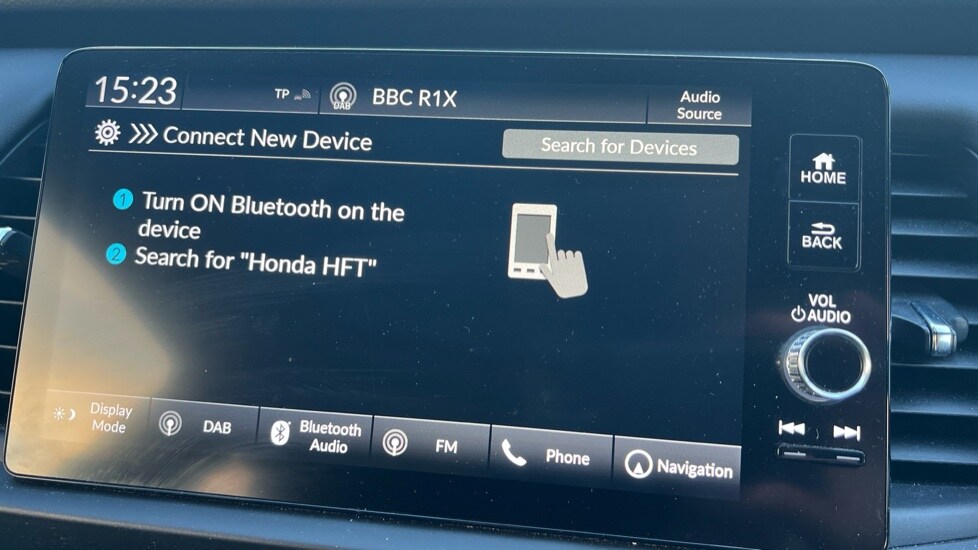 15:23
TP
DAB
BBC R1X
Audio
Source
Connect New Device
Search for Devices
1 Turn ON Bluetooth on the
device
2 Search for "Honda HFT"
HOME
BACK
VOL
AUDIO
Display
Mode
DAB
Bluetooth
Audio
FM
Phone
Navigation